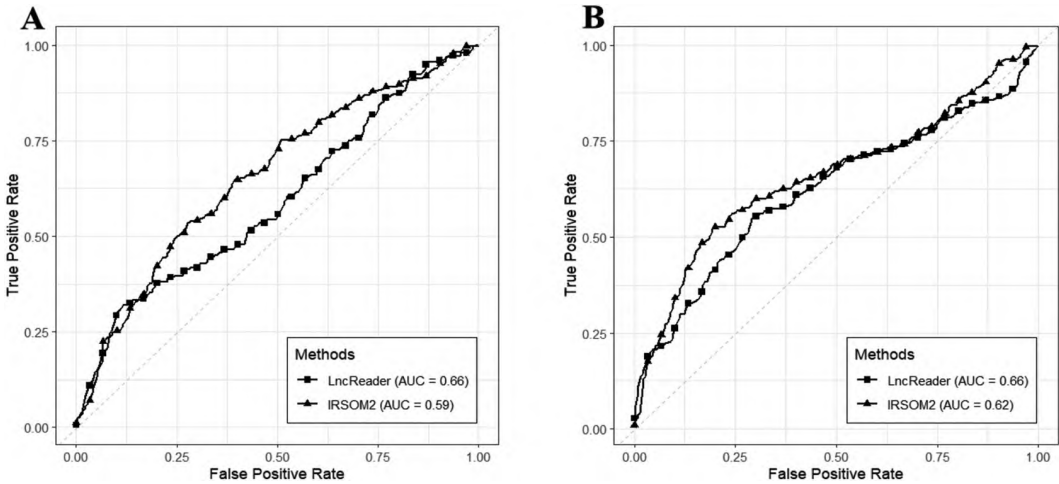 A
True Positive Rate
1.00
0.75
0.50
0.25
0.00
Methods
LncReader (AUC = 0.66)
IRSOM2 (AUC = 0.59)
0.00 0.25 0.50 0.75 1.00
False Positive Rate
B
True Positive Rate
1.00
0.75
0.50
0.25
0.00
Methods
LncReader (AUC = 0.66)
IRSOM2 (AUC = 0.62)
0.00 0.25 0.50 0.75 1.00
False Positive Rate